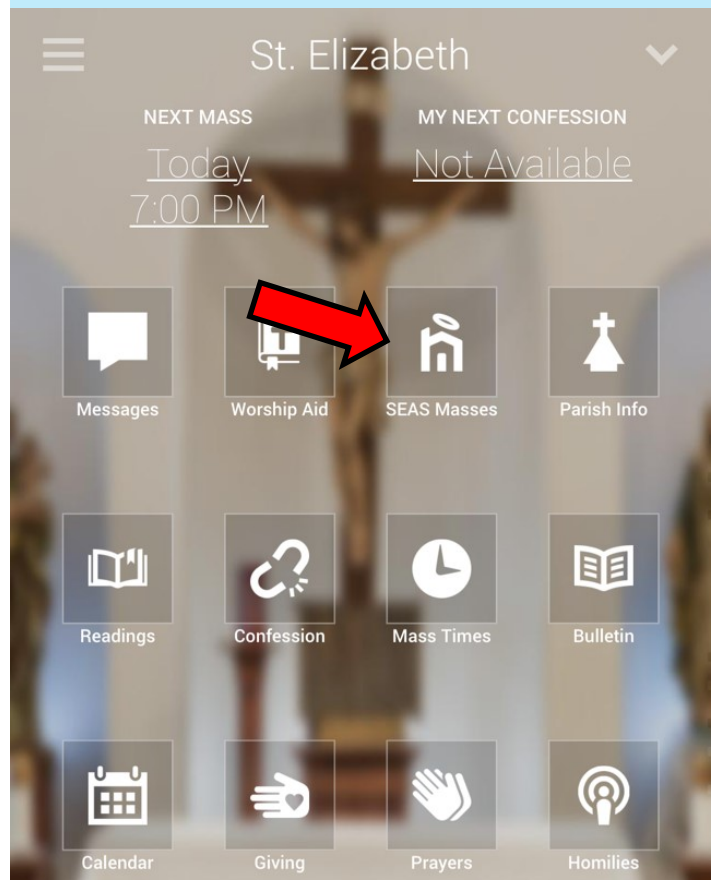 St. Elizabeth
NEXT MASS
Today
7:00 PM
MY NEXT CONFESSION
Not Available
Messages
Worship Aid
SEAS Masses
Parish Info
Readings
Confession
Mass Times
Bulletin
Calendar
Giving
Prayers
Homilies